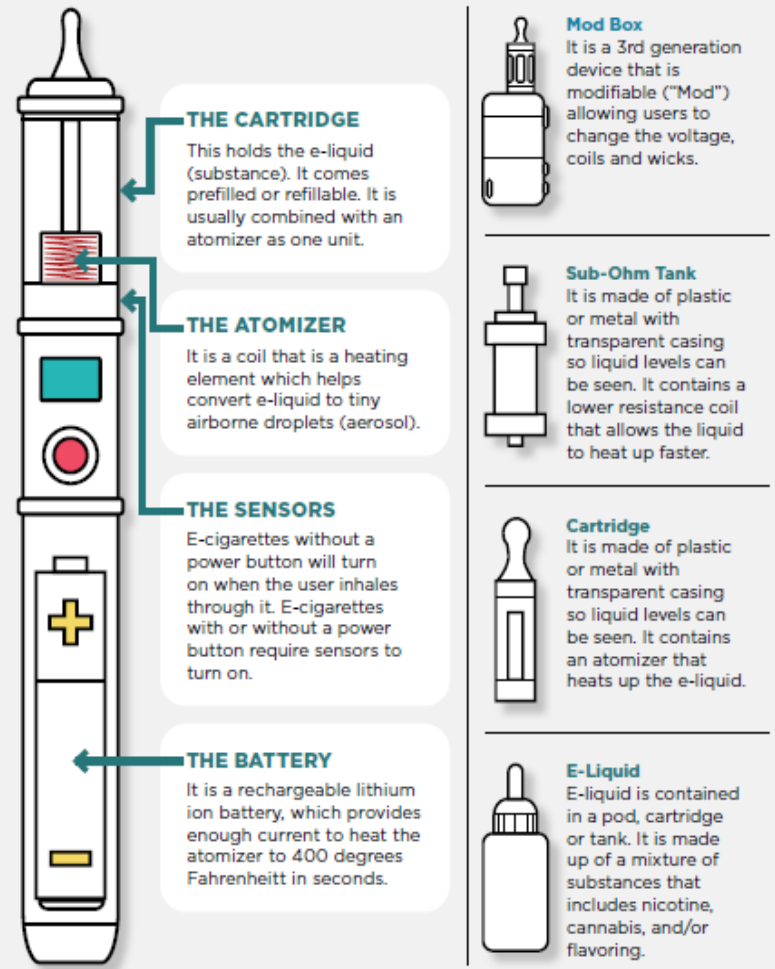 THE CARTRIDGE
This holds the e-liquid
(substance). It comes
prefilled or refillable. It is
usually combined with an
atomizer as one unit.
THE ATOMIZER
It is a coil that is a heating
element which helps
convert e-liquid to tiny
airborne droplets (aerosol).
THE SENSORS
E-cigarettes without a
power button will turn
on when the user inhales
through it. E-cigarettes
with or without a power
button require sensors to
turn on.
THE BATTERY
It is a rechargeable lithium
ion battery, which provides
enough current to heat the
atomizer to 400 degrees
Fahrenheitt in seconds.
Mod Box
It is a 3rd generation
device that is
modifiable ("Mod")
allowing users to
change the voltage,
coils and wicks.
Sub-Ohm Tank
It is made of plastic
or metal with
transparent casing
so liquid levels can
be seen. It contains a
lower resistance coil
that allows the liquid
to heat up faster.
Cartridge
It is made of plastic
or metal with
transparent casing
so liquid levels can
be seen. It contains
an atomizer that
heats up the e-liquid.
E-Liquid
E-liquid is contained
in a pod, cartridge
or tank. It is made
up of a mixture of
substances that
includes nicotine,
cannabis, and/or
flavoring.